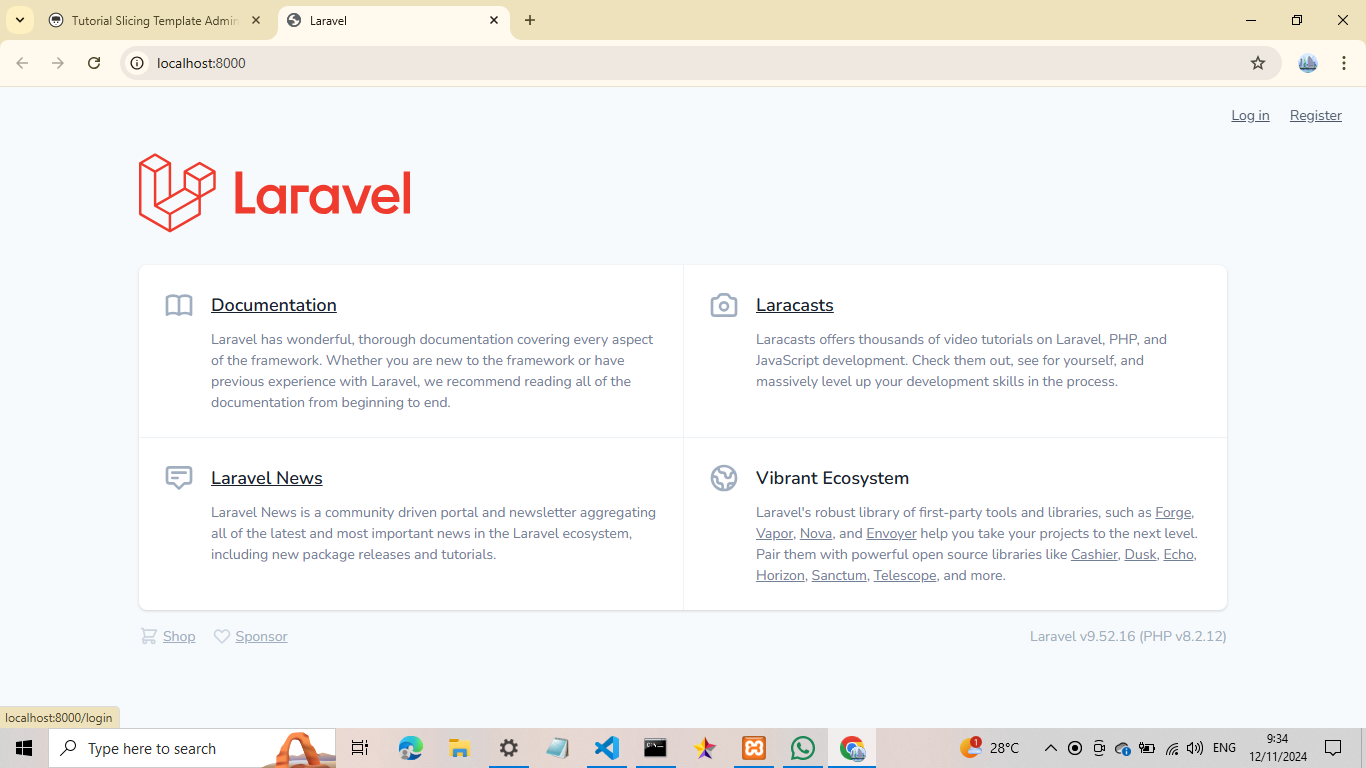 Tutorial Slicing Template Admin
Laravel
localhost:8000
Log in
Register
Laravel
Documentation
Laravel has wonderful, thorough documentation covering every aspect
of the framework. Whether you are new to the framework or have
previous experience with Laravel, we recommend reading all of the
documentation from beginning to end.
Laracasts
Laracasts offers thousands of video tutorials on Laravel, PHP, and
JavaScript development. Check them out, see for yourself, and
massively level up your development skills in the process.
Laravel News
Laravel News is a community driven portal and newsletter aggregating
all of the latest and most important news in the Laravel ecosystem,
including new package releases and tutorials.
Vibrant Ecosystem
Laravel's robust library of first-party tools and libraries, such as Forge,
Vapor, Nova, and Envoyer help you take your projects to the next level.
Pair them with powerful open source libraries like Cashier, Dusk, Echo,
Horizon, Sanctum, Telescope, and more.
Shop
Sponsor
Laravel v9.52.16 (PHP v8.2.12)
localhost:8000/login
Type here to search
1
28°C
ENG
9:34
12/11/2024